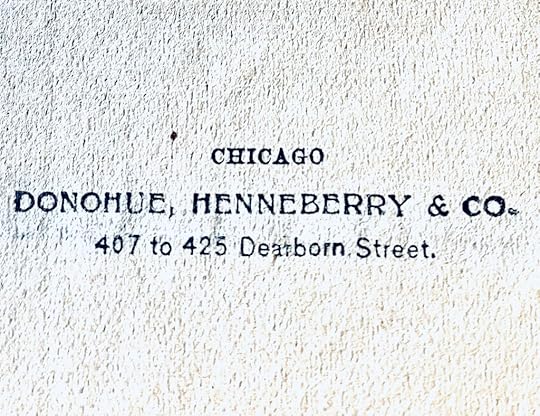 CHICAGO
DONOHUE, HENNEBERRY & CO.
407 to 425 Dearborn Street.